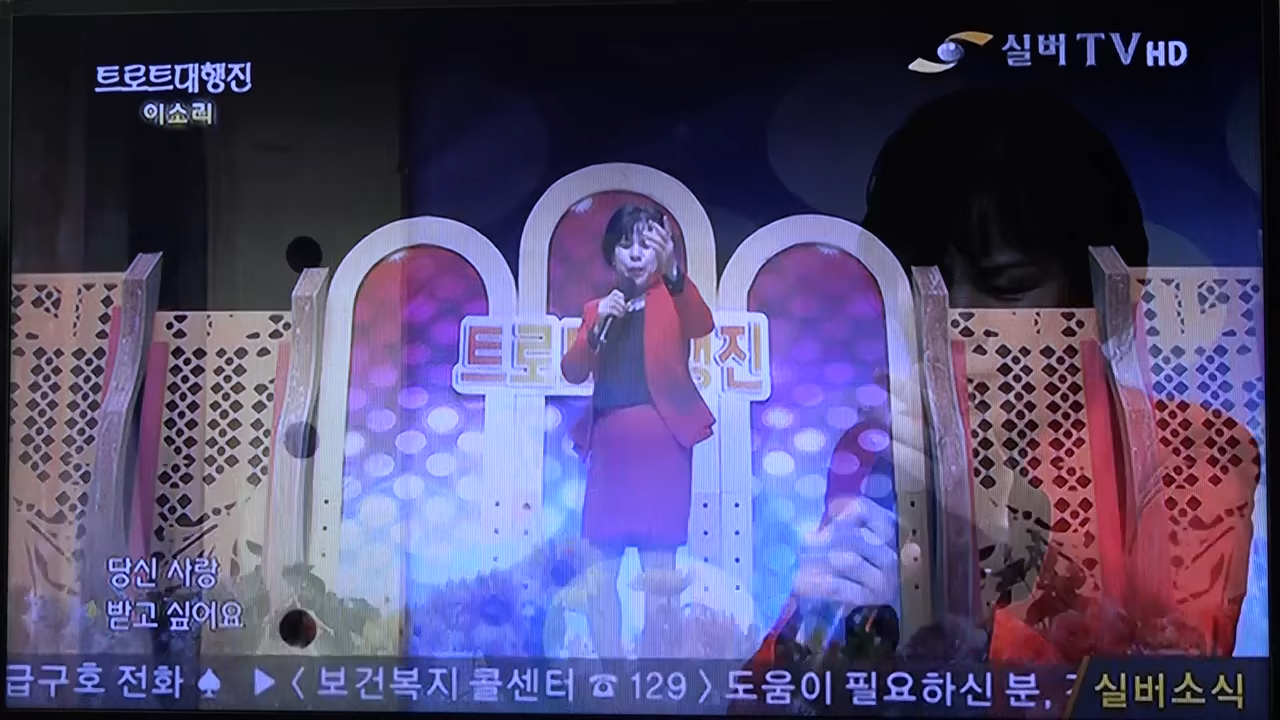 트로트대행진
이소리
실버TV HD
트로 행진
당신 사랑
받고 싶어요
급구호 전화 ♠ ▶〈 보건복지 콜센터 ☎ 129 〉도움이 필요하신 분,
실버소식